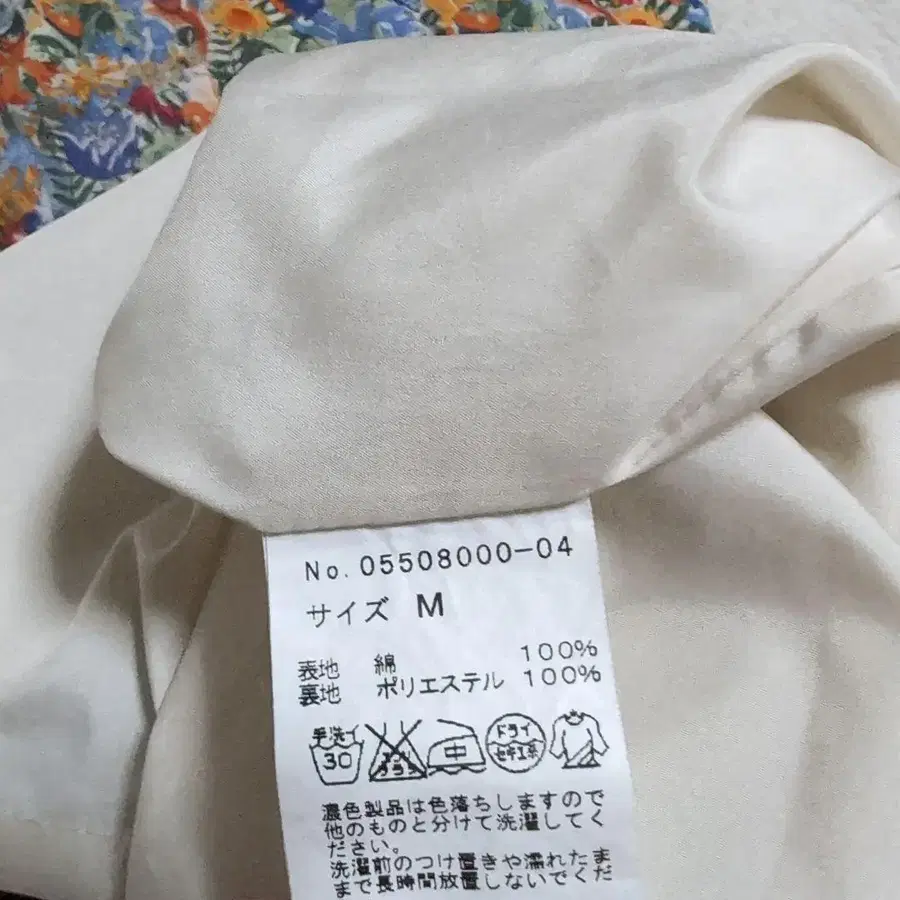 No. 05508000-04
サイズ M
表地 綿 100%
裏地 ポリエステル 100%
手洗イ 30 中 ドライ セキユ系
濃色製品は色落ちしますので
他のものと分けて洗濯してく
ださい。
洗濯前のつけ置きや濡れたま
まで長時間放置しないでくだ